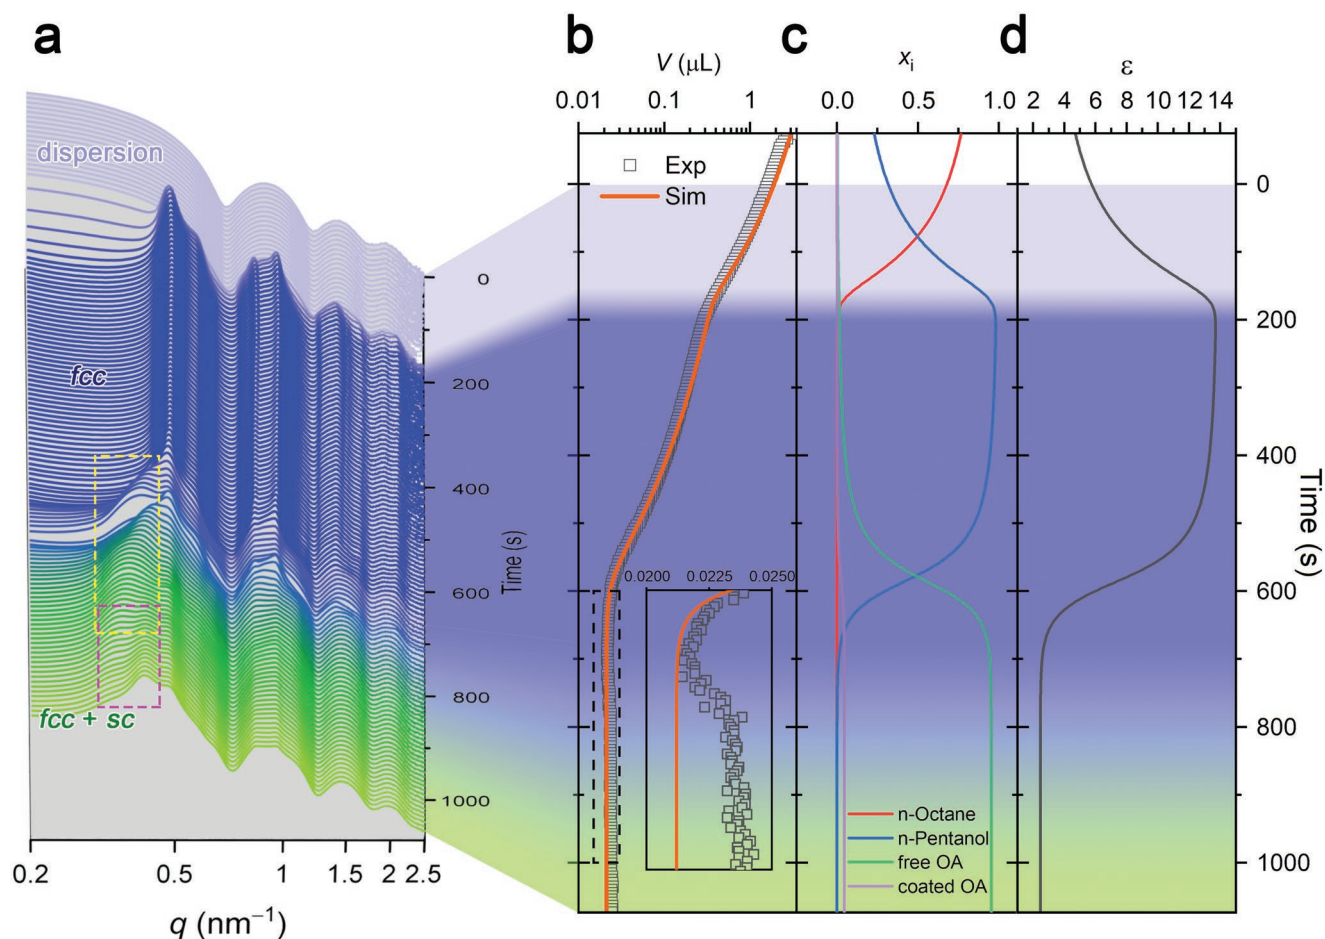 a
dispersion
fcc
fcc + sc
0
200
400
600
800
1000
Time (s)
0.2 0.5 1 1.5 2 2.5
q (nm⁻¹)
b
V (μL)
0.01 0.1 1
Exp
Sim
0.0200 0.0225 0.0250
c
xᵢ
0.0 0.5 1.0
n-Octane
n-Pentanol
free OA
coated OA
d
ε
2 4 6 8 10 12 14
0
200
400
600
800
1000
Time (s)